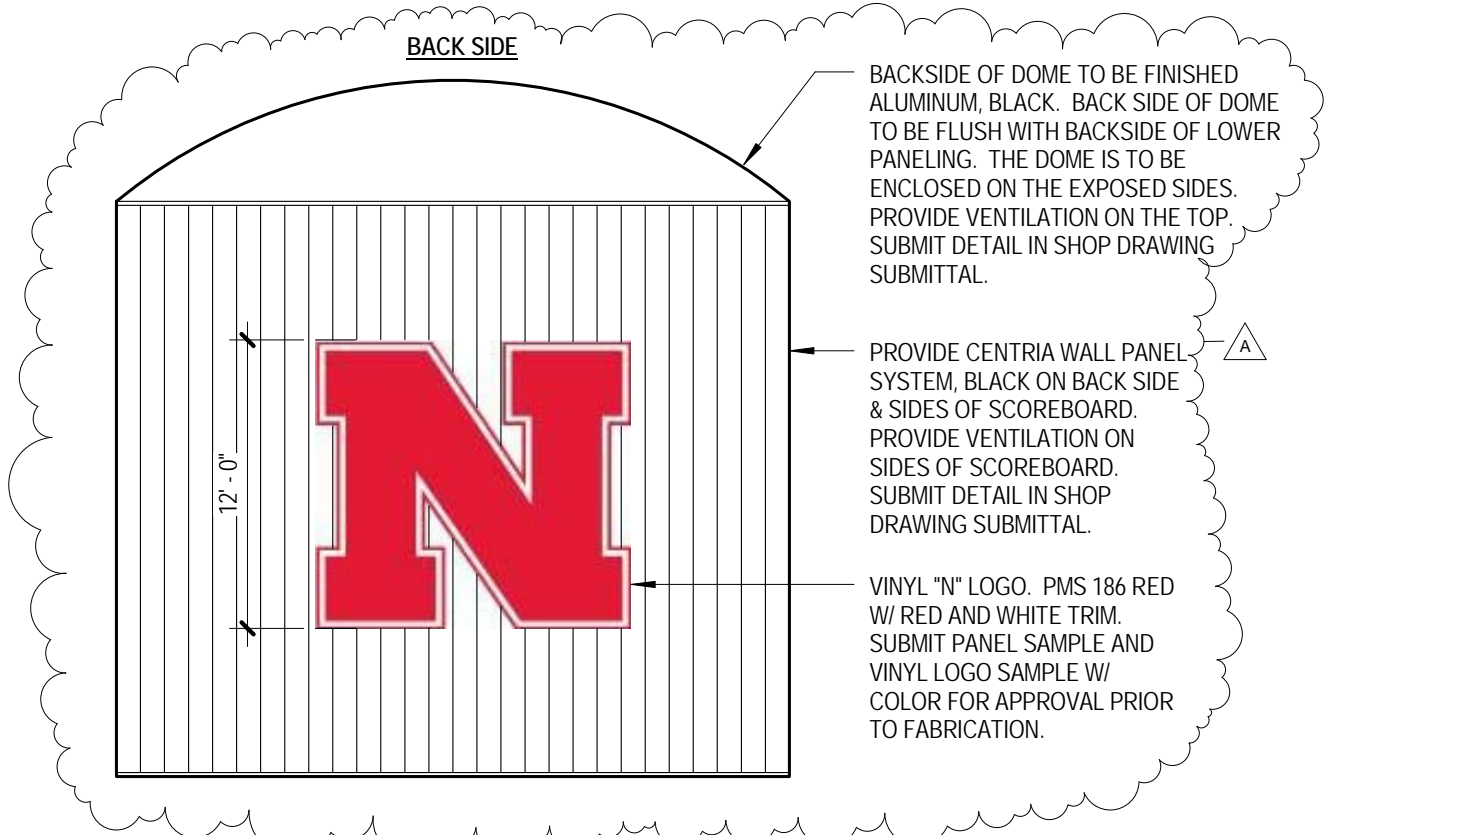 BACK SIDE
BACKSIDE OF DOME TO BE FINISHED
ALUMINUM, BLACK. BACK SIDE OF DOME
TO BE FLUSH WITH BACKSIDE OF LOWER
PANELING. THE DOME IS TO BE
ENCLOSED ON THE EXPOSED SIDES.
PROVIDE VENTILATION ON THE TOP.
SUBMIT DETAIL IN SHOP DRAWING
SUBMITTAL.
PROVIDE CENTRIA WALL PANEL
SYSTEM, BLACK ON BACK SIDE
& SIDES OF SCOREBOARD.
PROVIDE VENTILATION ON
SIDES OF SCOREBOARD.
SUBMIT DETAIL IN SHOP
DRAWING SUBMITTAL.
A
12' - 0"
N
VINYL "N" LOGO. PMS 186 RED
W/ RED AND WHITE TRIM.
SUBMIT PANEL SAMPLE AND
VINYL LOGO SAMPLE W/
COLOR FOR APPROVAL PRIOR
TO FABRICATION.